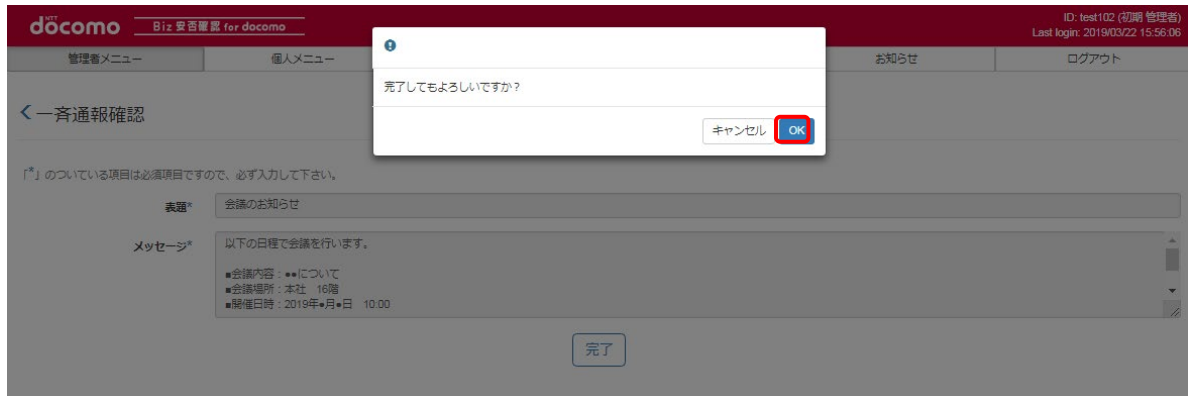 NTT
döcomo Biz 安否確認 for docomo
ID: test102 (初期 管理者)
Last login: 2019/03/22 15:56:06
管理者メニュー 個人メニュー お知らせ ログアウト
完了してもよろしいですか?
キャンセル OK
一斉通報確認
「*」のついている項目は必須項目ですので、必ず入力して下さい。
表題* 会議のお知らせ
メッセージ* 以下の日程で会議を行います。
■会議内容:●●について
■会議場所:本社 16階
■開催日時:2019年●月●日 10:00
完了